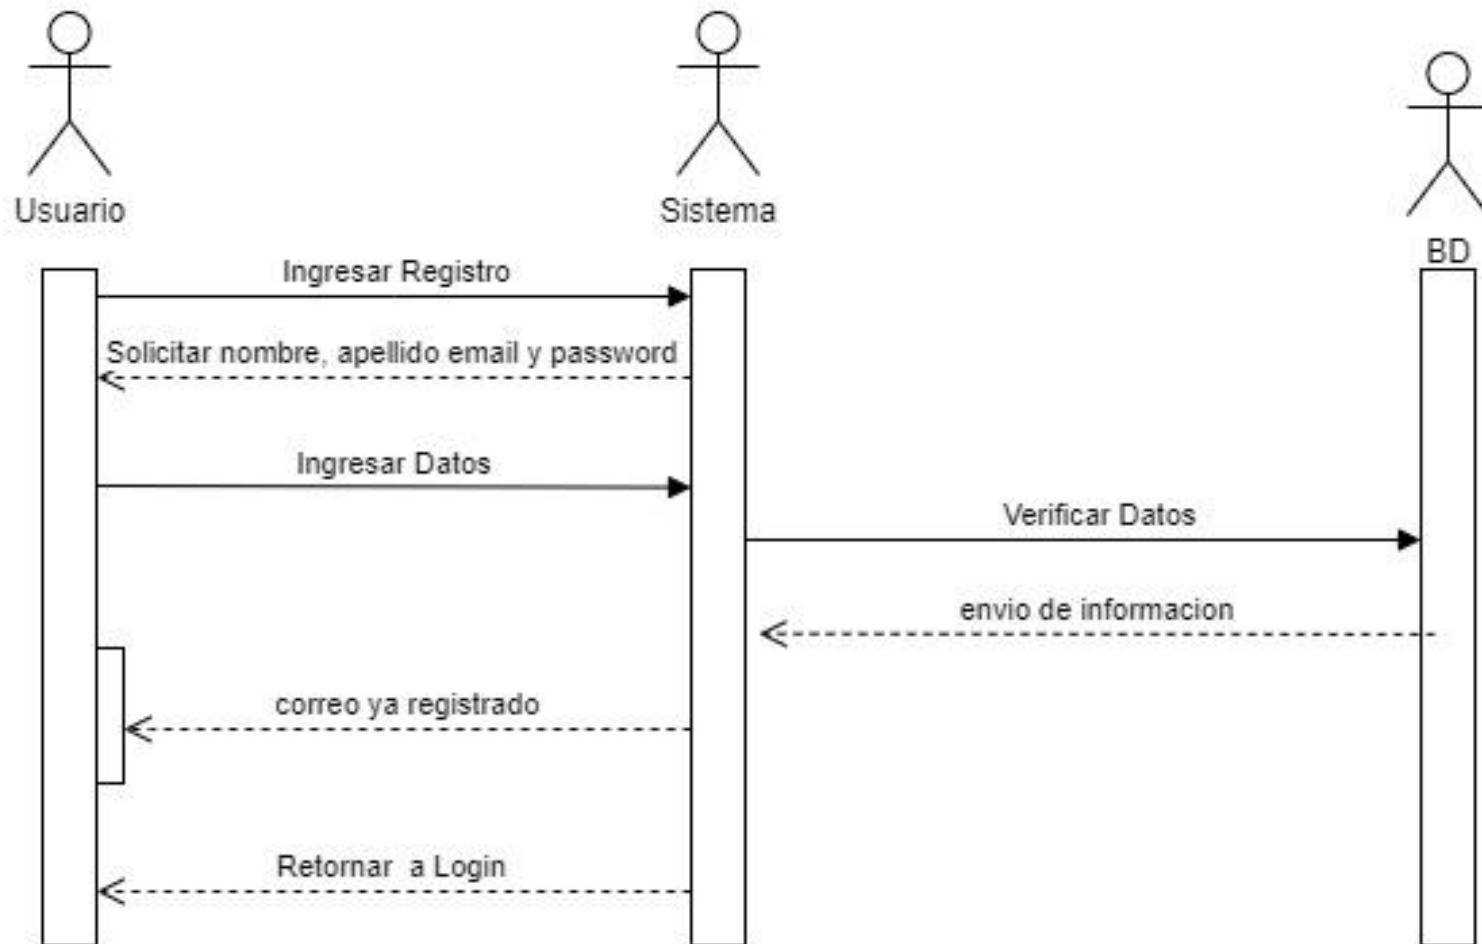 Usuario
Sistema
BD
Ingresar Registro
Solicitar nombre, apellido email y password
Ingresar Datos
Verificar Datos
envio de informacion
correo ya registrado
Retornar a Login